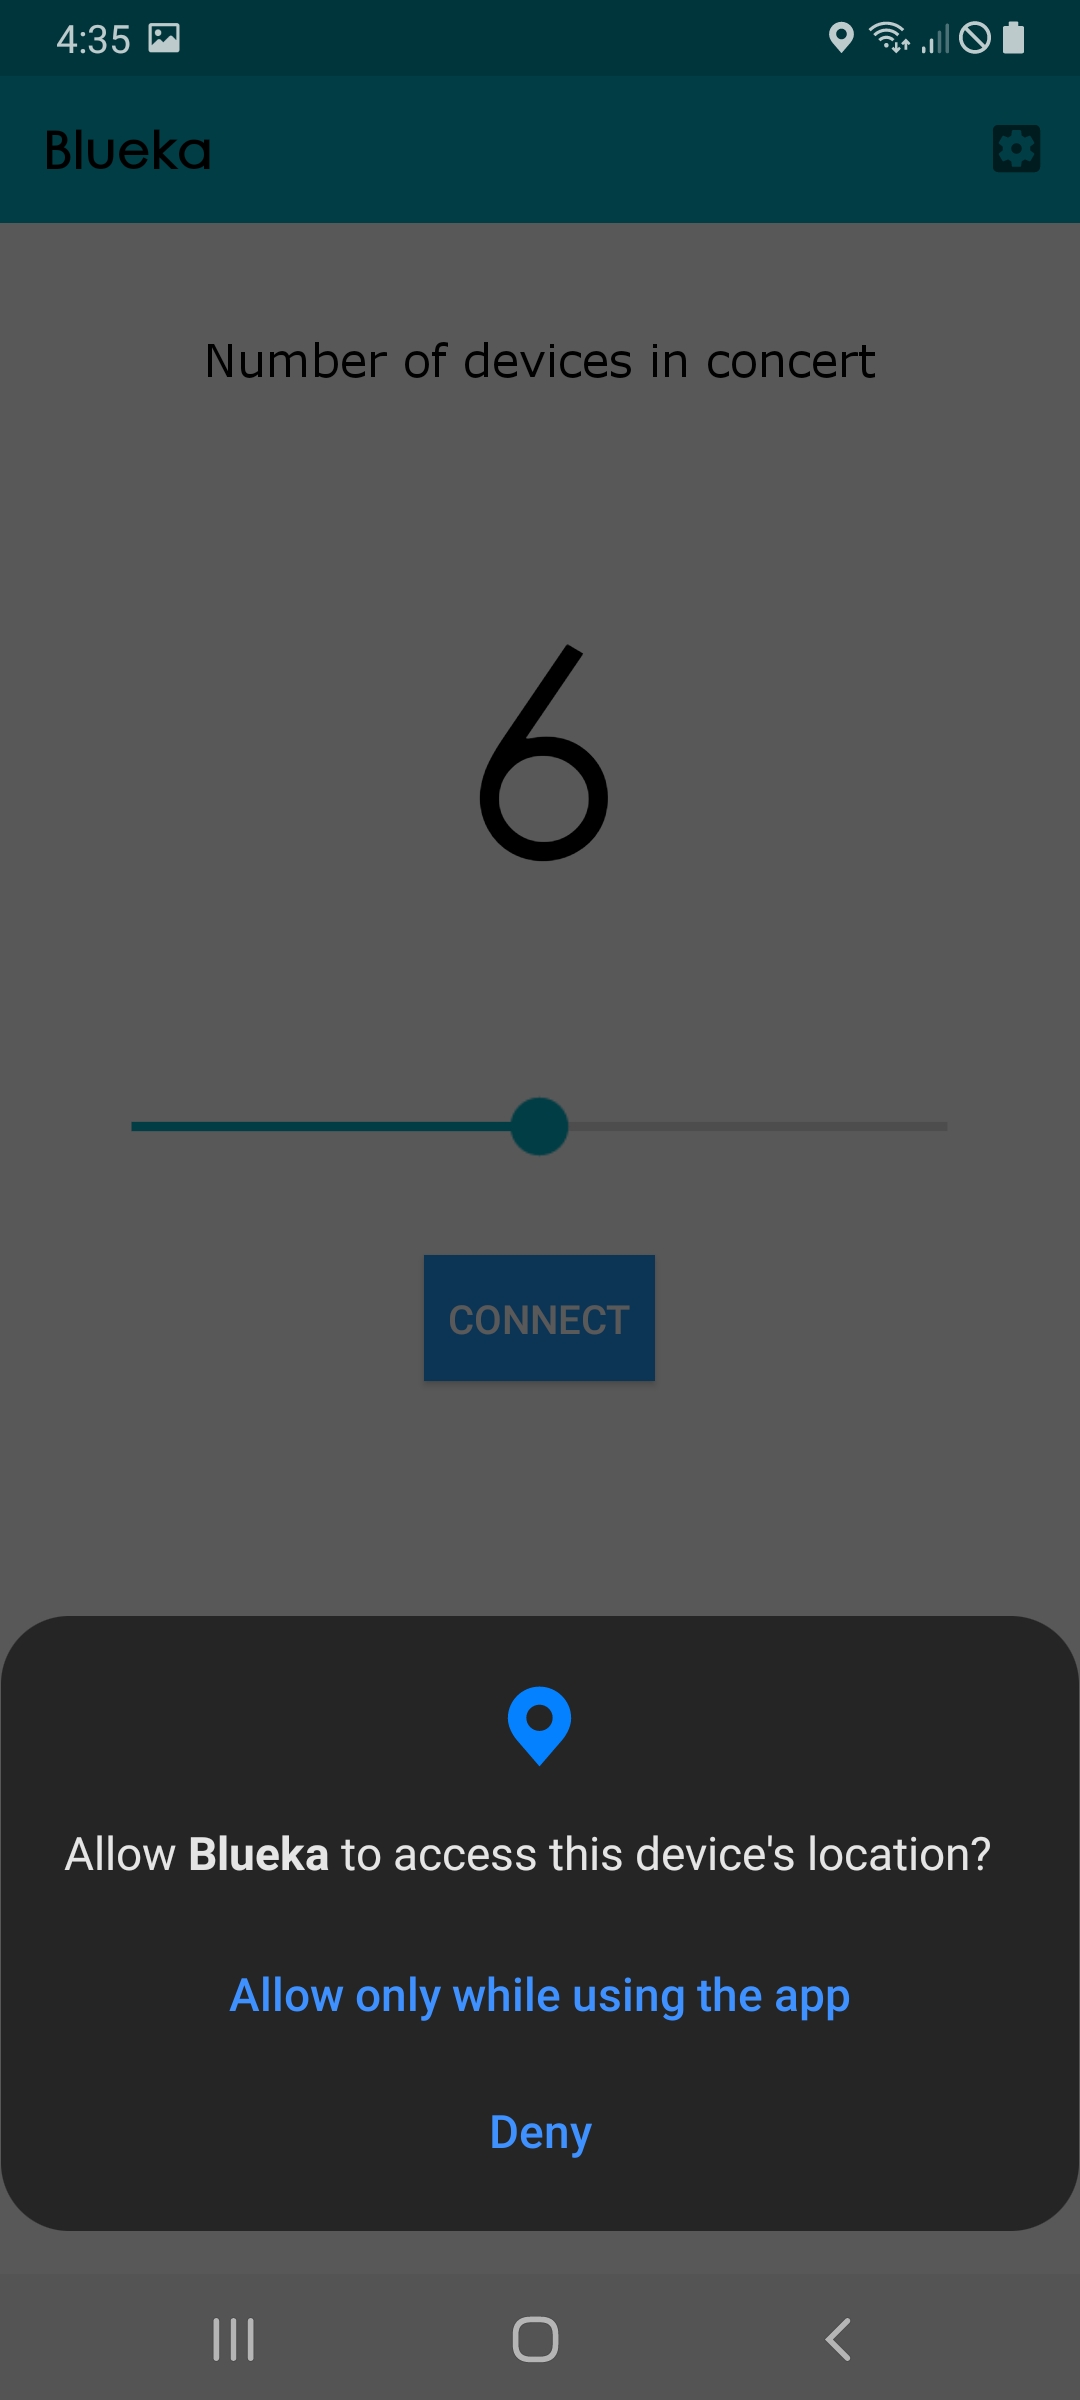 4:35
Blueka
Number of devices in concert
6
CONNECT
Allow Blueka to access this device's location?
Allow only while using the app
Deny